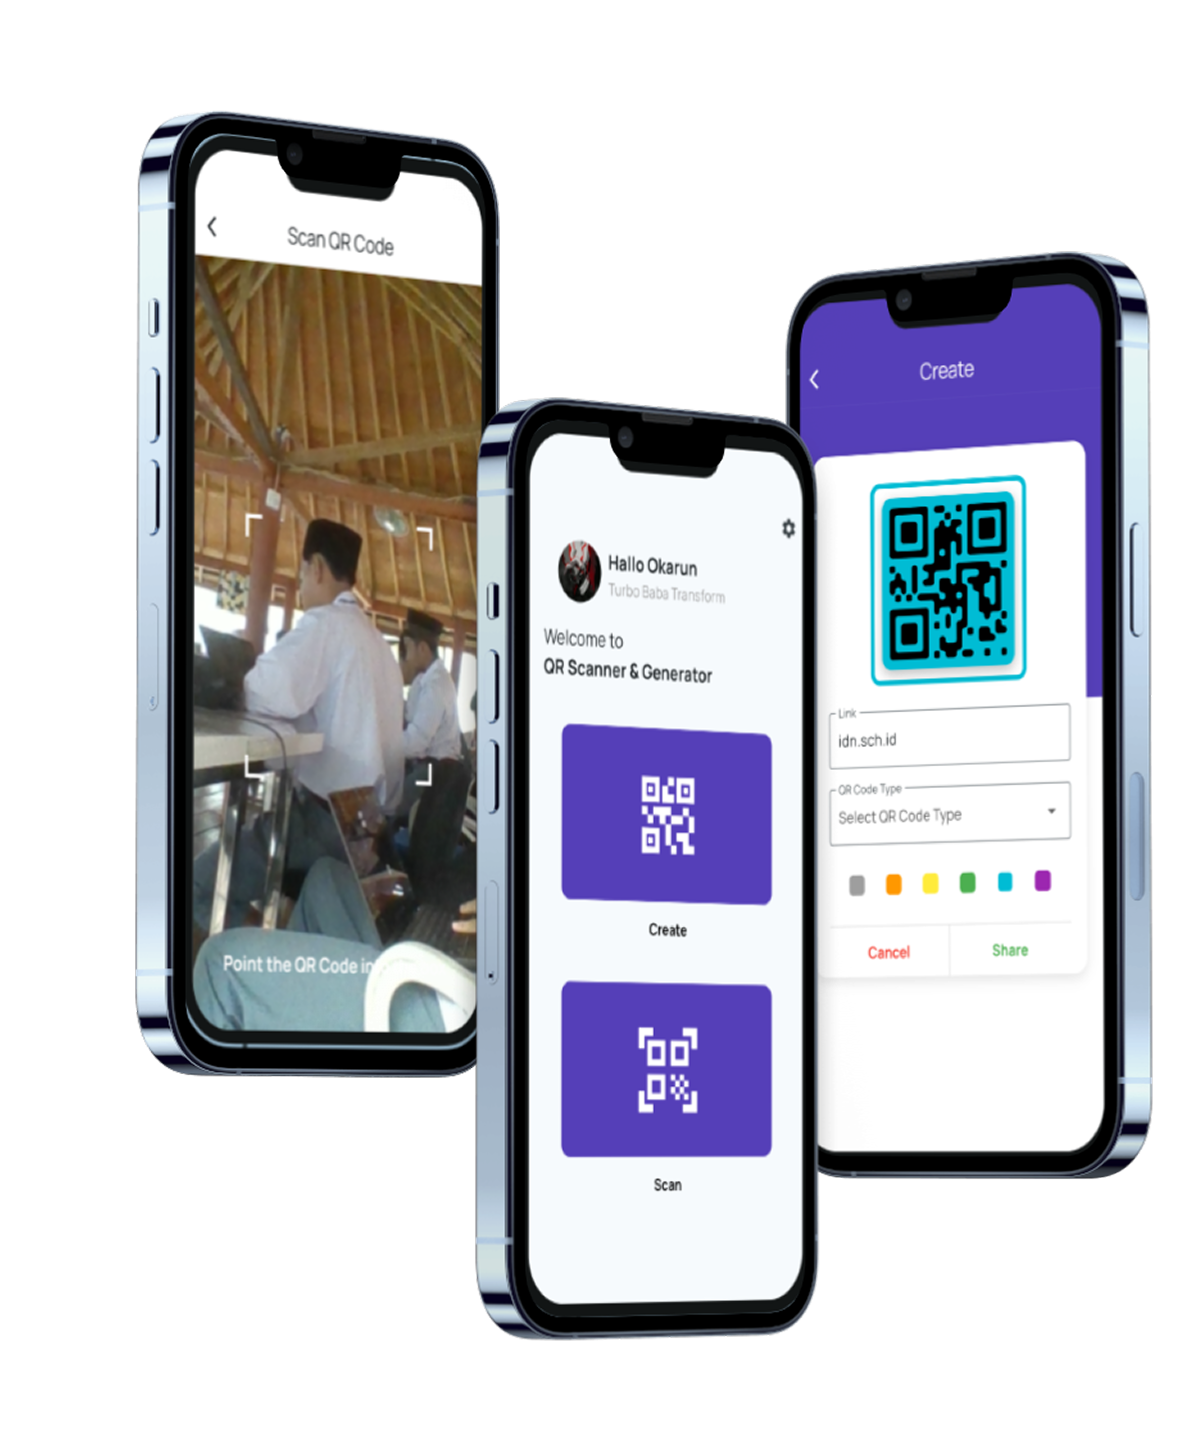 Scan QR Code
Point the QR Code in
Hallo Okarun
Turbo Baba Transform
Welcome to
QR Scanner & Generator
Create
Scan
Create
Link
idn.sch.id
QR Code Type
Select QR Code Type
Cancel
Share